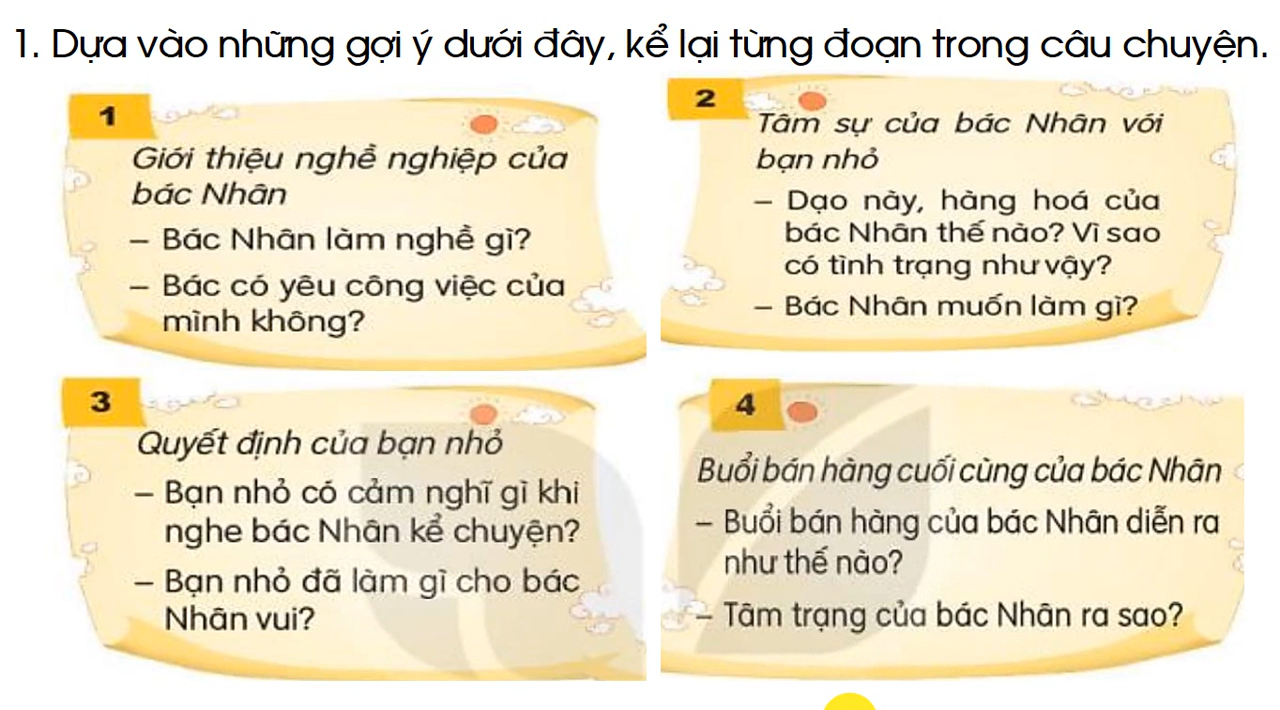 1. Dựa vào những gợi ý dưới đây, kể lại từng đoạn trong câu chuyện.
1
Giới thiệu nghề nghiệp của
bác Nhân
– Bác Nhân làm nghề gì?
– Bác có yêu công việc của
mình không?
2
Tâm sự của bác Nhân với
bạn nhỏ
– Dạo này, hàng hoá của
bác Nhân thế nào? Vì sao
có tình trạng như vậy?
– Bác Nhân muốn làm gì?
3
Quyết định của bạn nhỏ
– Bạn nhỏ có cảm nghĩ gì khi
nghe bác Nhân kể chuyện?
– Bạn nhỏ đã làm gì cho bác
Nhân vui?
4
Buổi bán hàng cuối cùng của bác Nhân
– Buổi bán hàng của bác Nhân diễn ra
như thế nào?
– Tâm trạng của bác Nhân ra sao?